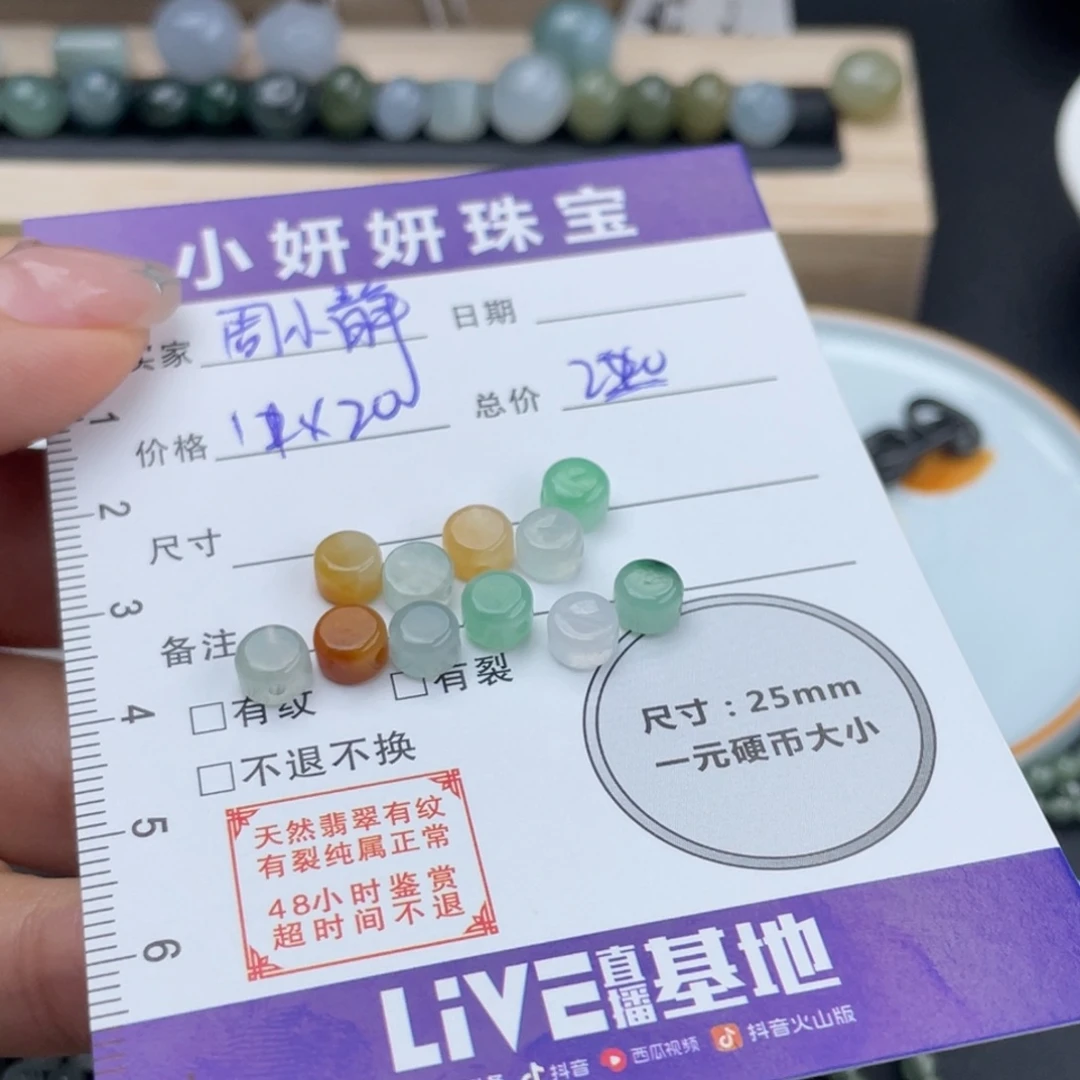 小妍妍珠宝
买家 周小静 日期
价格 总价
尺寸
备注
□有纹 □有裂
□不退不换
天然翡翠有纹
有裂纯属正常
48小时鉴赏
超时间不退
尺寸：25mm
一元硬币大小
1
2
3
4
5
6
LiVE直播基地
抖音 西瓜视频 抖音火山版